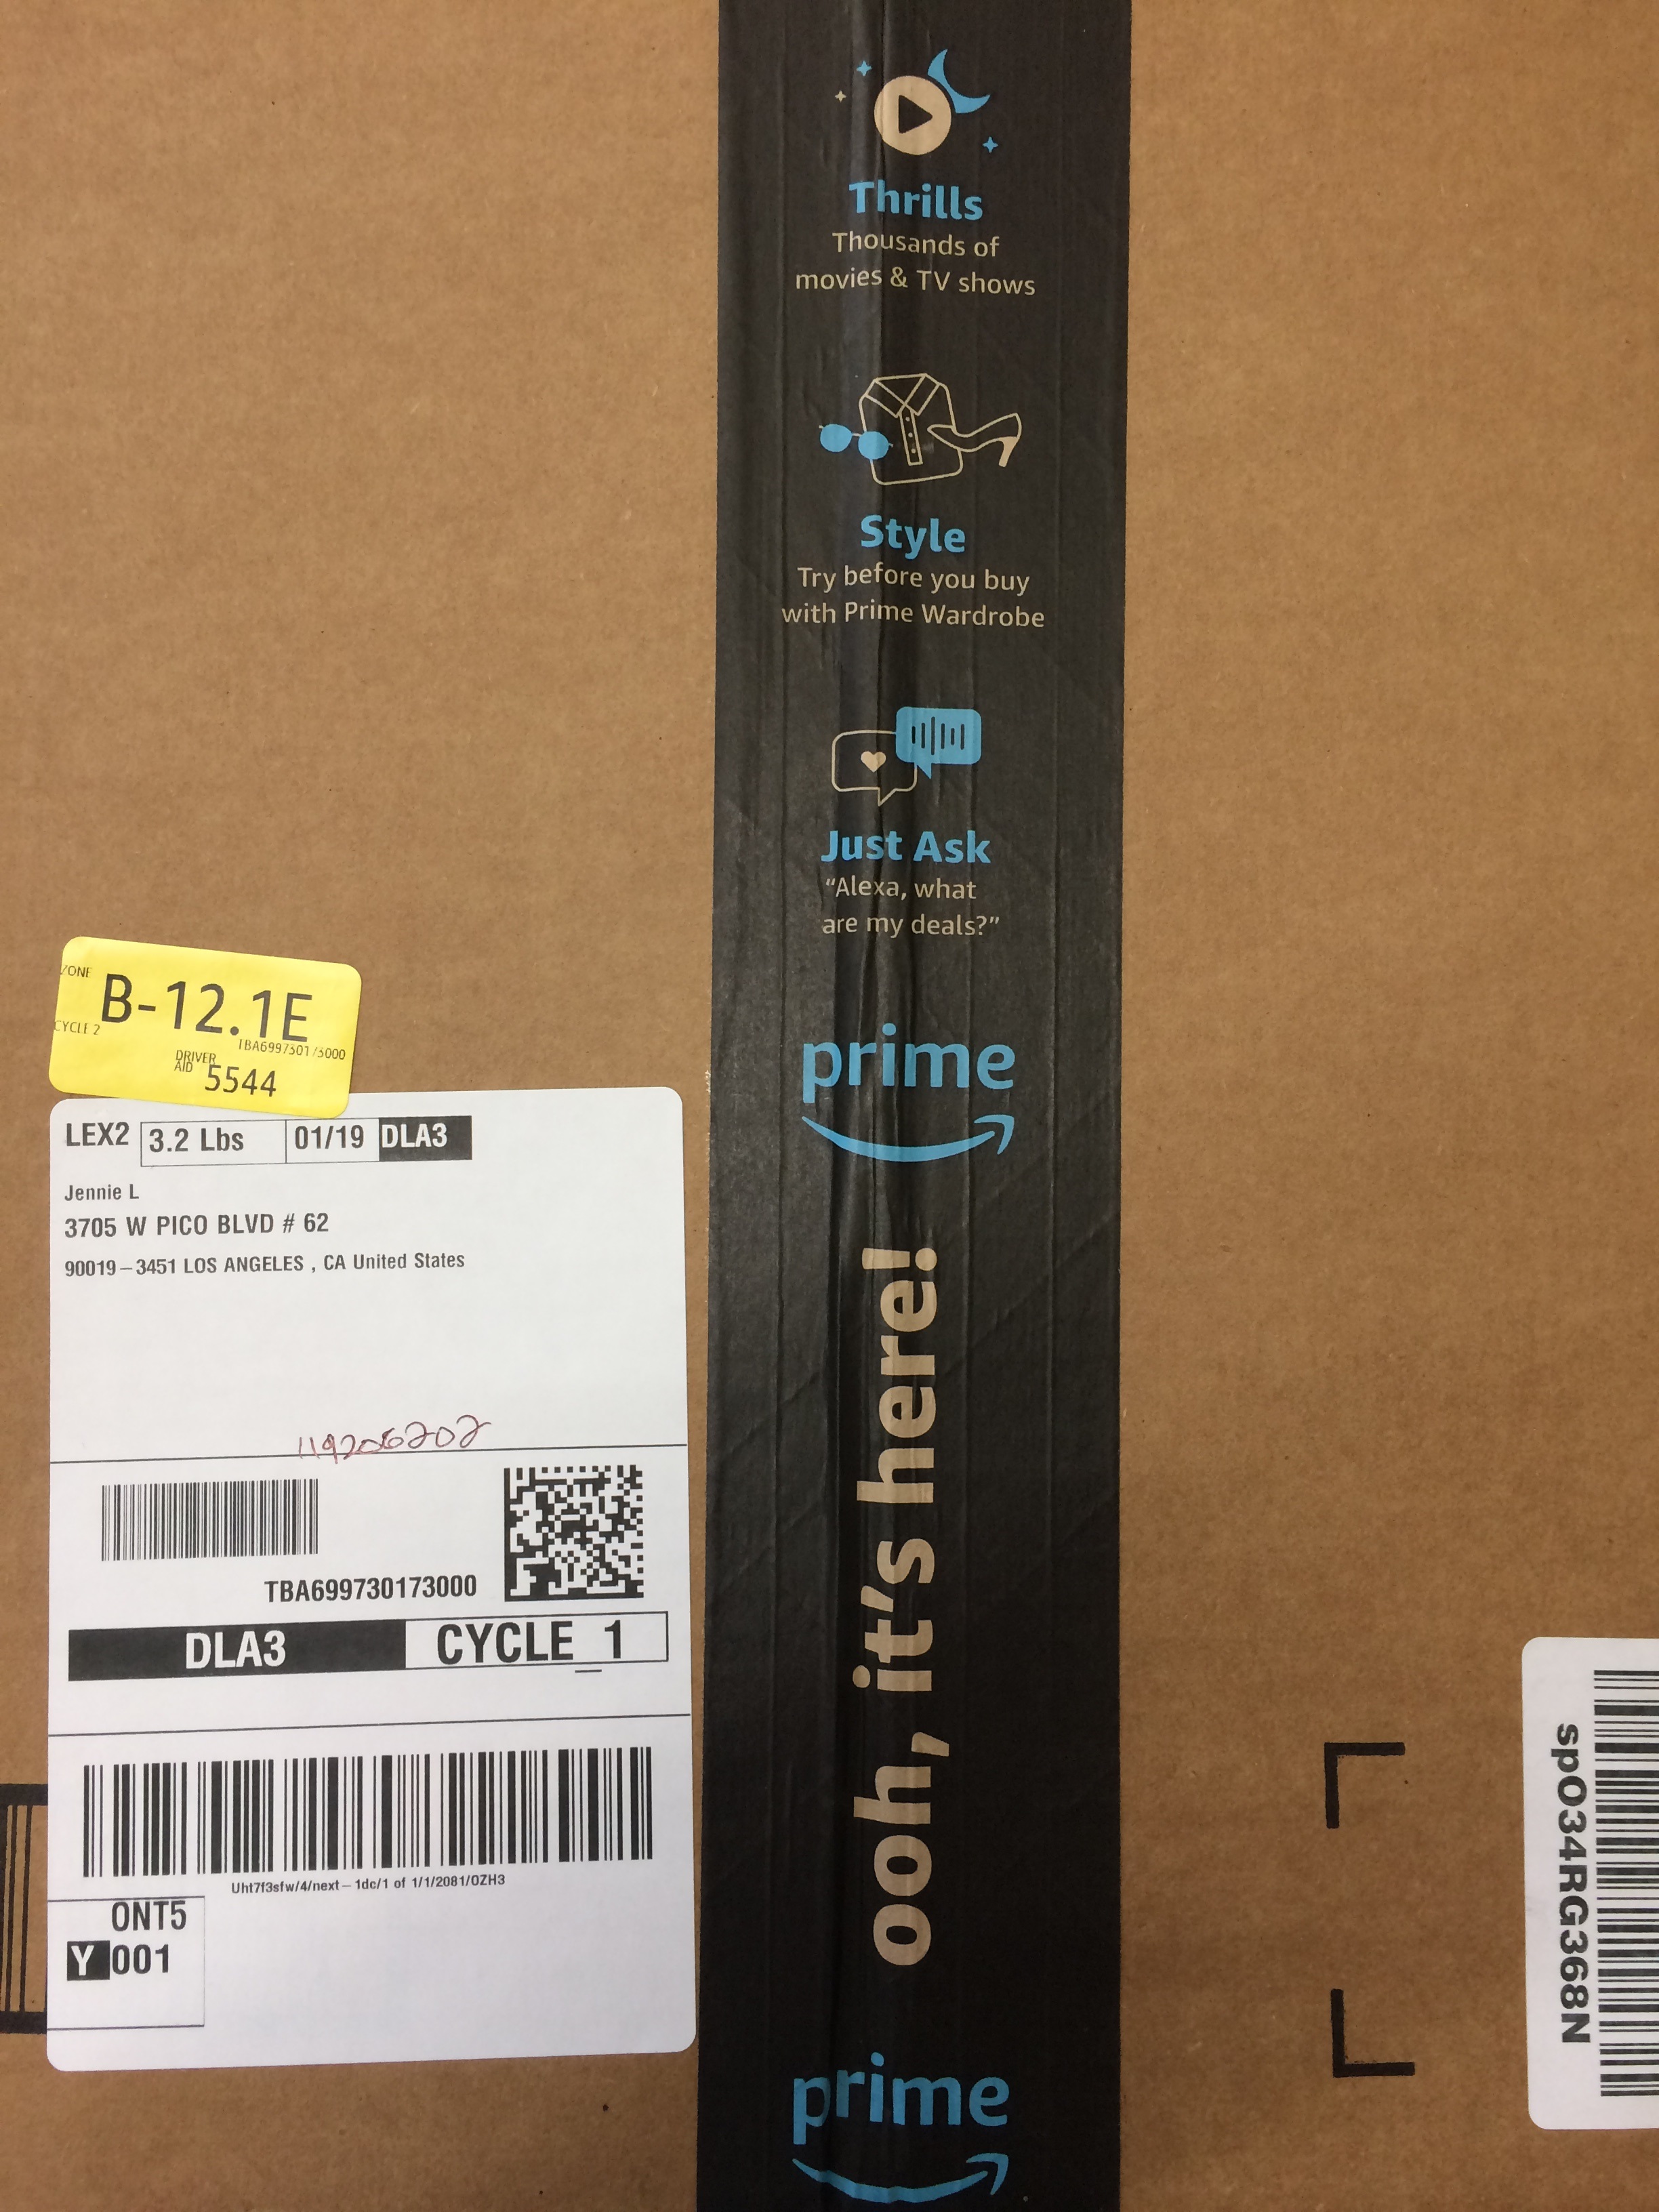 Thrills
Thousands of
movies & TV shows
Style
Try before you buy
with Prime Wardrobe
Just Ask
“Alexa, what
are my deals?”
prime
ooh, it's here!
prime
ZONE
B-12.1E
CYCLE 2
TBA699730173000
DRIVER
AID
5544
LEX2 3.2 Lbs 01/19 DLA3
Jennie L
3705 W PICO BLVD # 62
90019-3451 LOS ANGELES , CA United States
119206202
TBA699730173000
DLA3 CYCLE_1
Uht7f3sfw/4/next-1dc/1 of 1/1/2081/OZH3
ONT5
Y 001
spO34RG368N